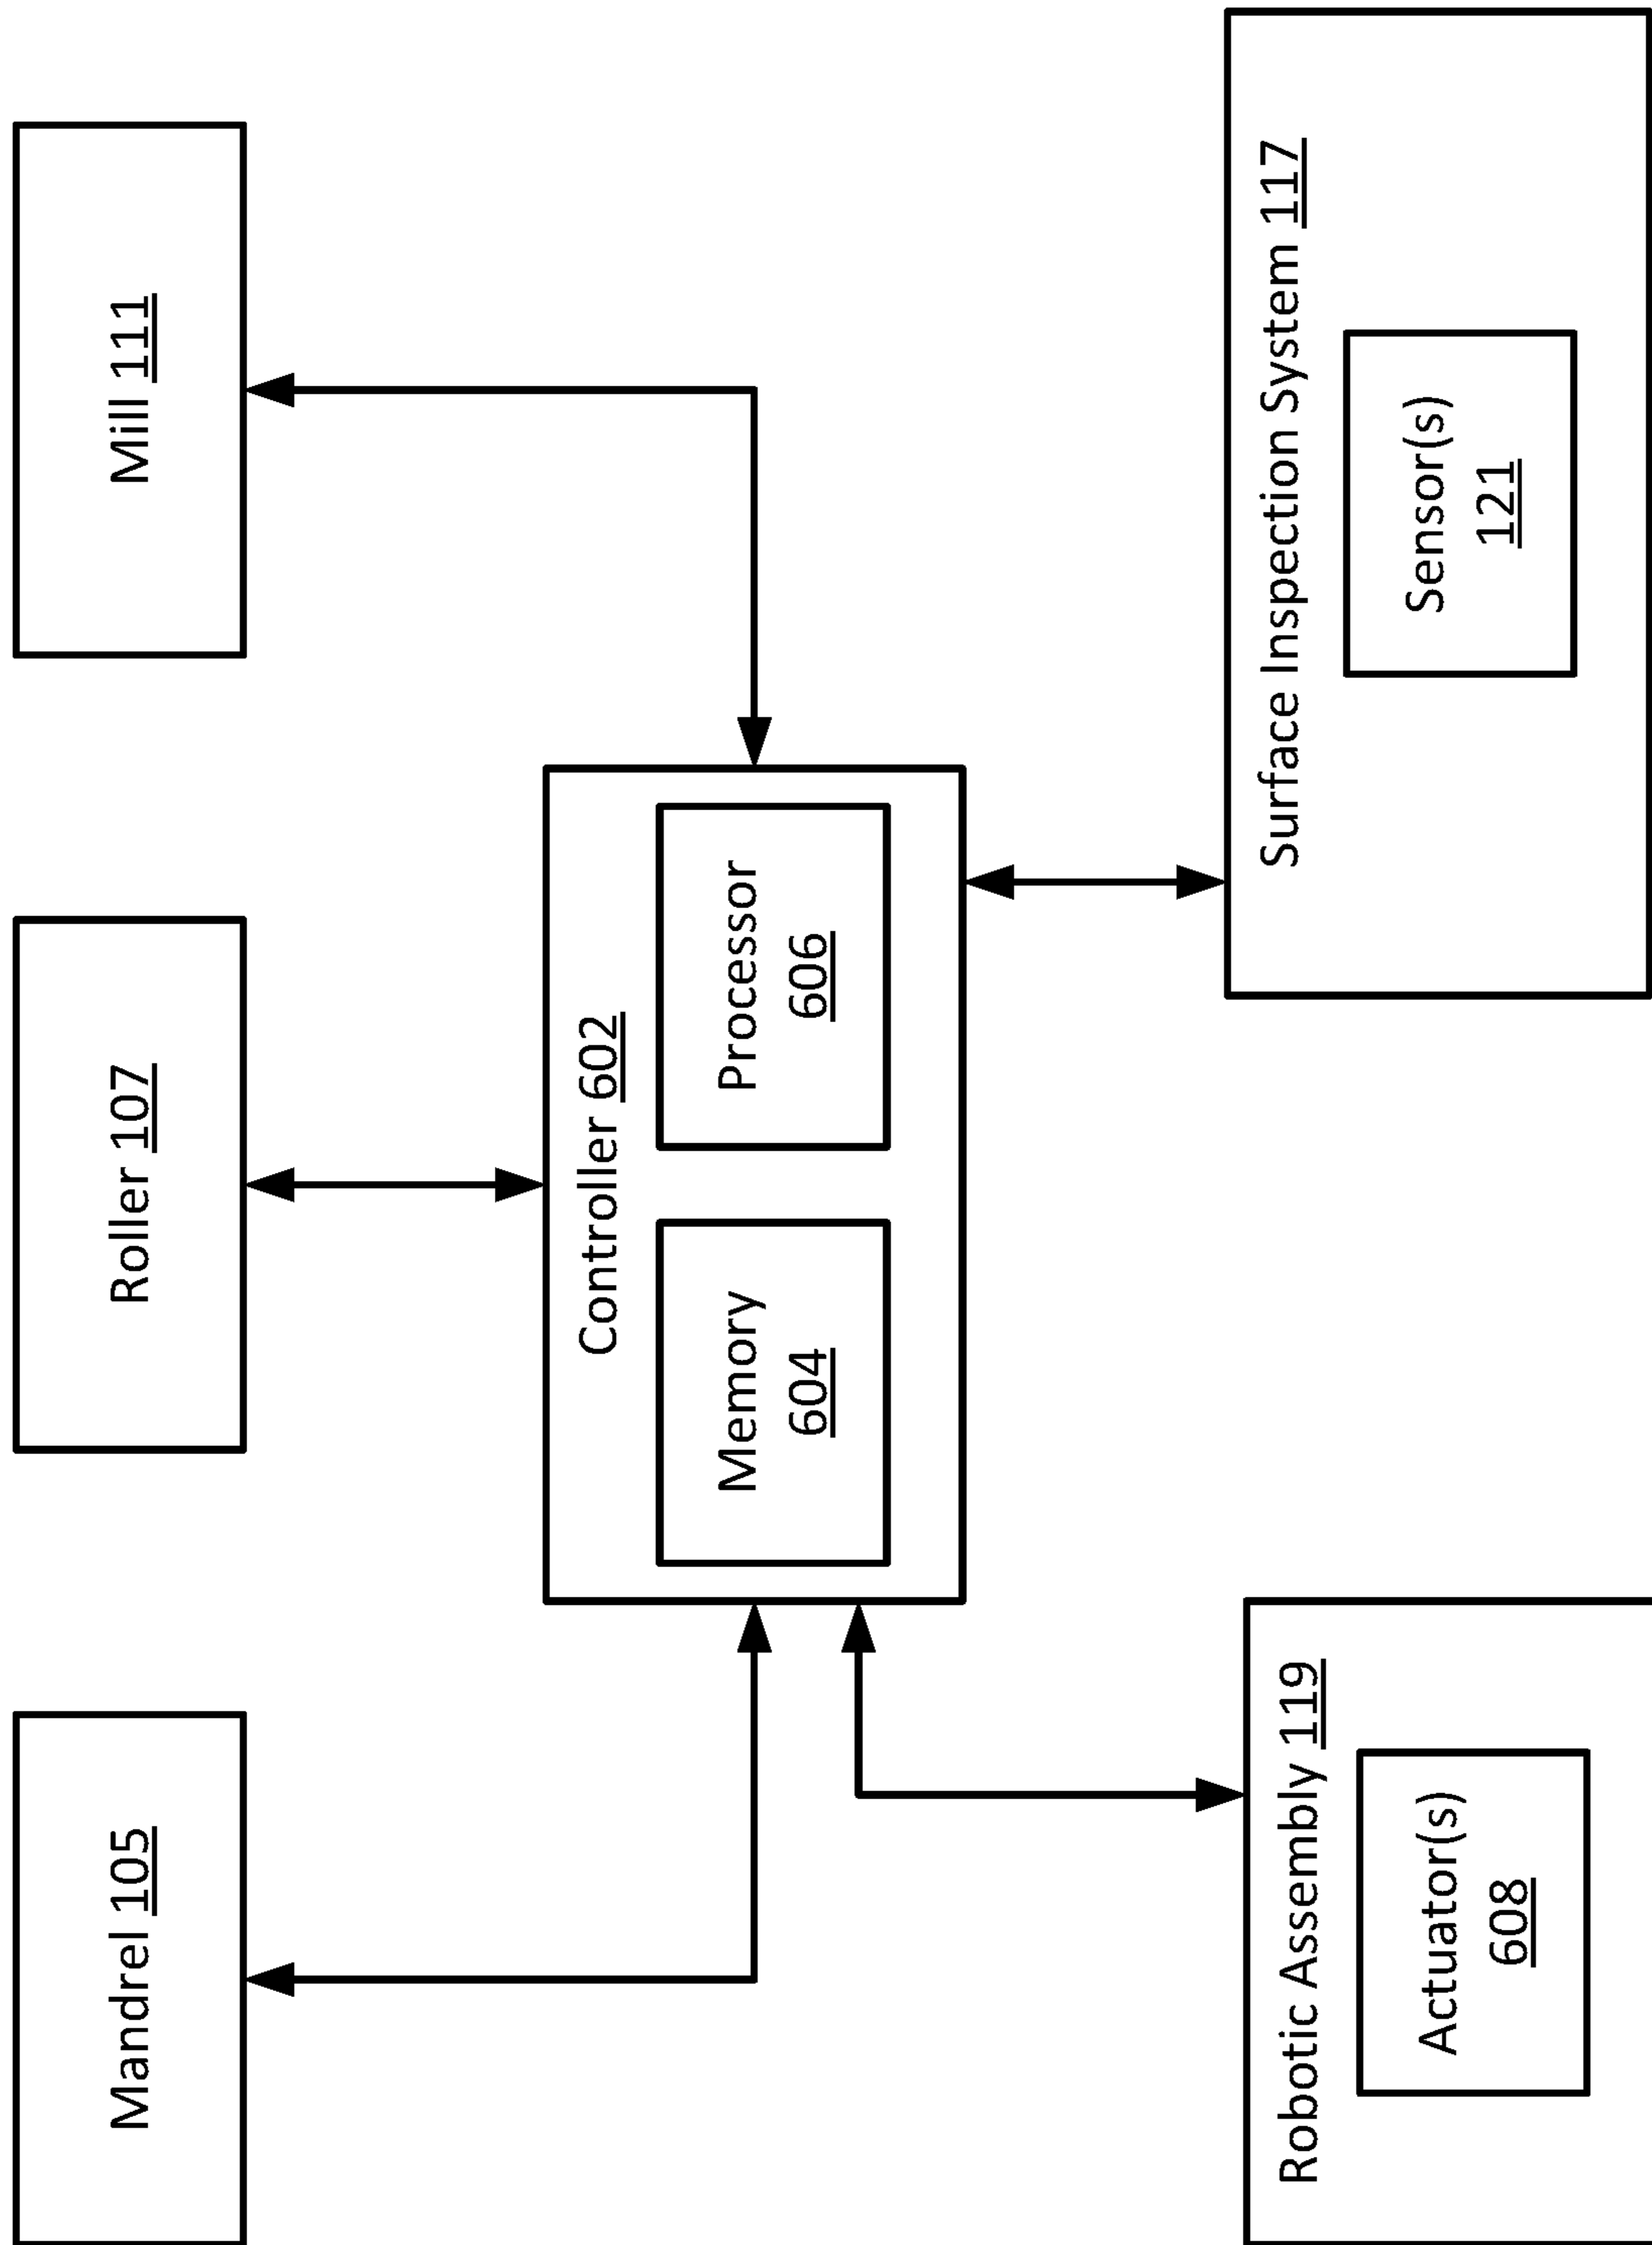 Mandrel 105
Roller 107
Mill 111
Controller 602
Memory
604
Processor
606
Robotic Assembly 119
Actuator(s)
608
Surface Inspection System 117
Sensor(s)
121